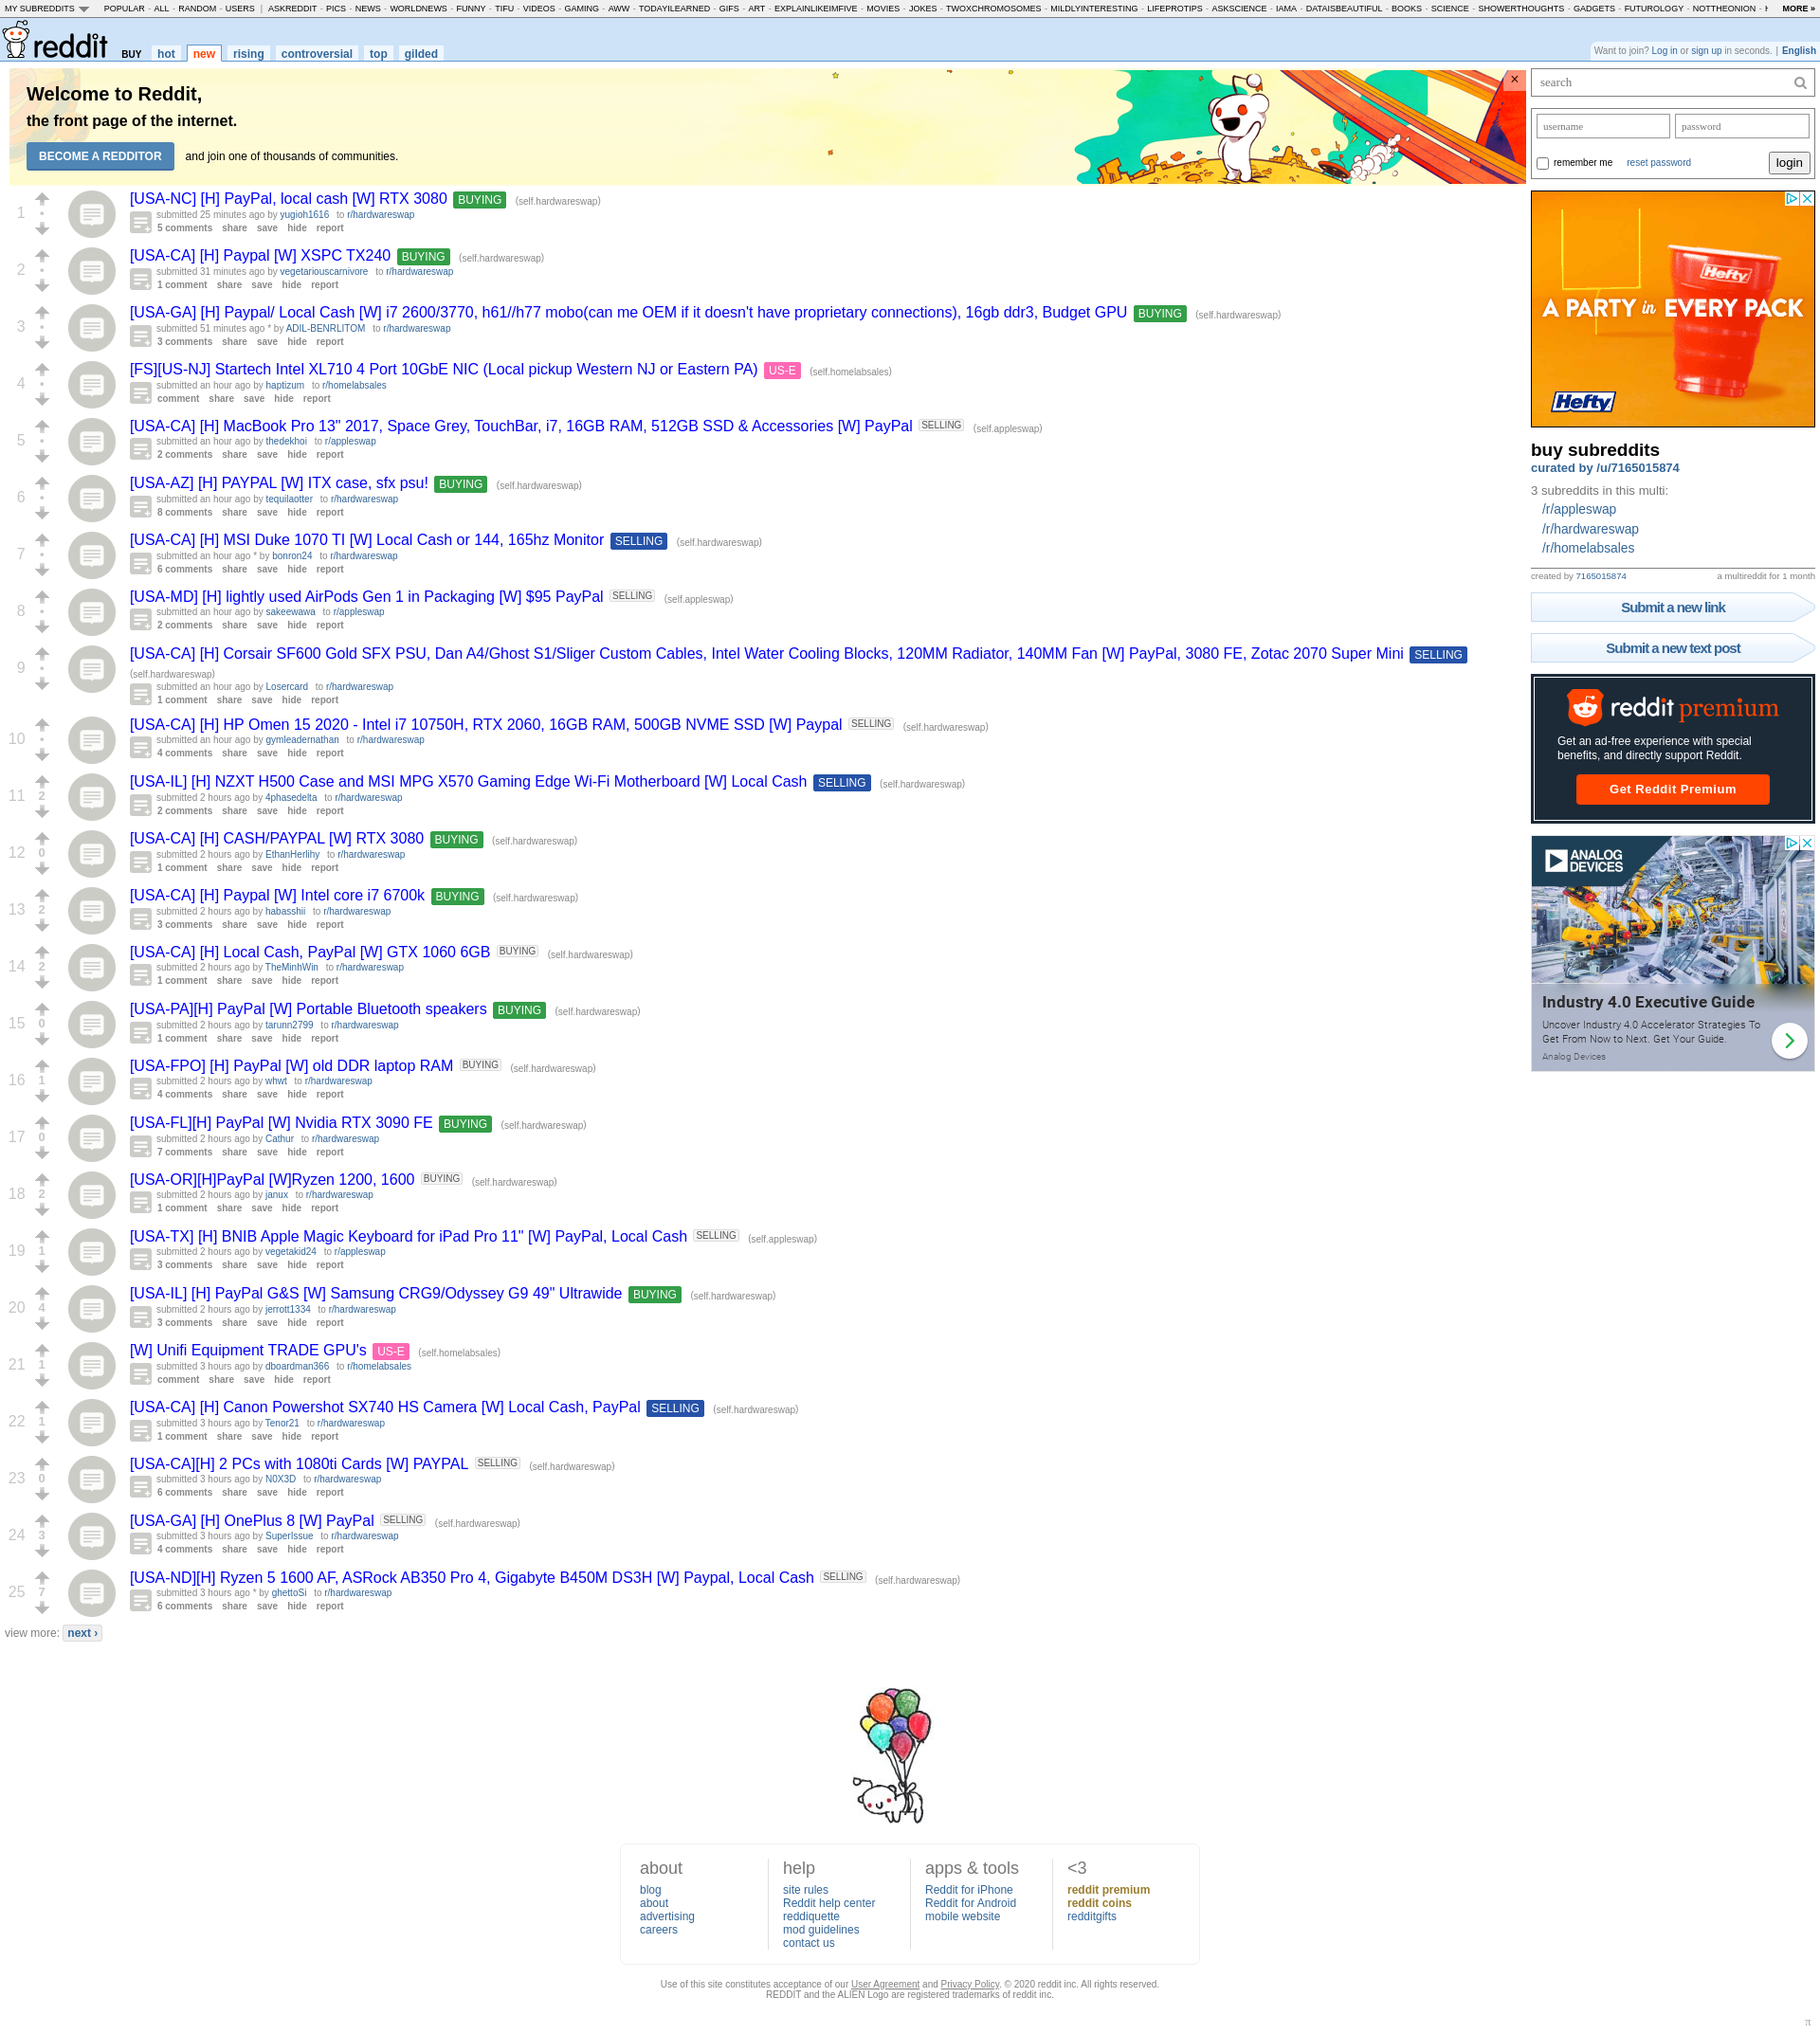 MY SUBREDDITS POPULAR - ALL - RANDOM - USERS | ASKREDDIT - PICS - NEWS - WORLDNEWS - FUNNY - TIFU - VIDEOS - GAMING - AWW - TODAYILEARNED - GIFS - ART - EXPLAINLIKEIMFIVE - MOVIES - JOKES - TWOXCHROMOSOMES - MILDLYINTERESTING - LIFEPROTIPS - ASKSCIENCE - IAMA - DATAISBEAUTIFUL - BOOKS - SCIENCE - SHOWERTHOUGHTS - GADGETS - FUTUROLOGY - NOTTHEONION - MORE »
reddit BUY hot new rising controversial top gilded
Want to join? Log in or sign up in seconds. | English
Welcome to Reddit,
the front page of the internet.
BECOME A REDDITOR and join one of thousands of communities.
×
1
[USA-NC] [H] PayPal, local cash [W] RTX 3080 BUYING (self.hardwareswap)
submitted 25 minutes ago by yugioh1616 to r/hardwareswap
5 comments share save hide report
2
[USA-CA] [H] Paypal [W] XSPC TX240 BUYING (self.hardwareswap)
submitted 31 minutes ago by vegetariouscarnivore to r/hardwareswap
1 comment share save hide report
3
[USA-GA] [H] Paypal/ Local Cash [W] i7 2600/3770, h61//h77 mobo(can me OEM if it doesn't have proprietary connections), 16gb ddr3, Budget GPU BUYING (self.hardwareswap)
submitted 51 minutes ago * by ADIL-BENRLITOM to r/hardwareswap
3 comments share save hide report
4
[FS][US-NJ] Startech Intel XL710 4 Port 10GbE NIC (Local pickup Western NJ or Eastern PA) US-E (self.homelabsales)
submitted an hour ago by haptizum to r/homelabsales
comment share save hide report
5
[USA-CA] [H] MacBook Pro 13" 2017, Space Grey, TouchBar, i7, 16GB RAM, 512GB SSD & Accessories [W] PayPal SELLING (self.appleswap)
submitted an hour ago by thedekhoi to r/appleswap
2 comments share save hide report
6
[USA-AZ] [H] PAYPAL [W] ITX case, sfx psu! BUYING (self.hardwareswap)
submitted an hour ago by tequilaotter to r/hardwareswap
8 comments share save hide report
7
[USA-CA] [H] MSI Duke 1070 TI [W] Local Cash or 144, 165hz Monitor SELLING (self.hardwareswap)
submitted an hour ago * by bonron24 to r/hardwareswap
6 comments share save hide report
8
[USA-MD] [H] lightly used AirPods Gen 1 in Packaging [W] $95 PayPal SELLING (self.appleswap)
submitted an hour ago by sakeewawa to r/appleswap
2 comments share save hide report
9
[USA-CA] [H] Corsair SF600 Gold SFX PSU, Dan A4/Ghost S1/Sliger Custom Cables, Intel Water Cooling Blocks, 120MM Radiator, 140MM Fan [W] PayPal, 3080 FE, Zotac 2070 Super Mini SELLING
(self.hardwareswap)
submitted an hour ago by Losercard to r/hardwareswap
1 comment share save hide report
10
[USA-CA] [H] HP Omen 15 2020 - Intel i7 10750H, RTX 2060, 16GB RAM, 500GB NVME SSD [W] Paypal SELLING (self.hardwareswap)
submitted an hour ago by gymleadernathan to r/hardwareswap
4 comments share save hide report
11 2
[USA-IL] [H] NZXT H500 Case and MSI MPG X570 Gaming Edge Wi-Fi Motherboard [W] Local Cash SELLING (self.hardwareswap)
submitted 2 hours ago by 4phasedelta to r/hardwareswap
2 comments share save hide report
12 0
[USA-CA] [H] CASH/PAYPAL [W] RTX 3080 BUYING (self.hardwareswap)
submitted 2 hours ago by EthanHerlihy to r/hardwareswap
1 comment share save hide report
13 2
[USA-CA] [H] Paypal [W] Intel core i7 6700k BUYING (self.hardwareswap)
submitted 2 hours ago by habasshii to r/hardwareswap
3 comments share save hide report
14 2
[USA-CA] [H] Local Cash, PayPal [W] GTX 1060 6GB BUYING (self.hardwareswap)
submitted 2 hours ago by TheMinhWin to r/hardwareswap
1 comment share save hide report
15 0
[USA-PA][H] PayPal [W] Portable Bluetooth speakers BUYING (self.hardwareswap)
submitted 2 hours ago by tarunn2799 to r/hardwareswap
1 comment share save hide report
16 1
[USA-FPO] [H] PayPal [W] old DDR laptop RAM BUYING (self.hardwareswap)
submitted 2 hours ago by whwt to r/hardwareswap
4 comments share save hide report
17 0
[USA-FL][H] PayPal [W] Nvidia RTX 3090 FE BUYING (self.hardwareswap)
submitted 2 hours ago by Cathur to r/hardwareswap
7 comments share save hide report
18 2
[USA-OR][H]PayPal [W]Ryzen 1200, 1600 BUYING (self.hardwareswap)
submitted 2 hours ago by janux to r/hardwareswap
1 comment share save hide report
19 1
[USA-TX] [H] BNIB Apple Magic Keyboard for iPad Pro 11" [W] PayPal, Local Cash SELLING (self.appleswap)
submitted 2 hours ago by vegetakid24 to r/appleswap
3 comments share save hide report
20 4
[USA-IL] [H] PayPal G&S [W] Samsung CRG9/Odyssey G9 49" Ultrawide BUYING (self.hardwareswap)
submitted 2 hours ago by jerrott1334 to r/hardwareswap
3 comments share save hide report
21 1
[W] Unifi Equipment TRADE GPU's US-E (self.homelabsales)
submitted 3 hours ago by dboardman366 to r/homelabsales
comment share save hide report
22 1
[USA-CA] [H] Canon Powershot SX740 HS Camera [W] Local Cash, PayPal SELLING (self.hardwareswap)
submitted 3 hours ago by Tenor21 to r/hardwareswap
1 comment share save hide report
23 0
[USA-CA][H] 2 PCs with 1080ti Cards [W] PAYPAL SELLING (self.hardwareswap)
submitted 3 hours ago by N0X3D to r/hardwareswap
6 comments share save hide report
24 3
[USA-GA] [H] OnePlus 8 [W] PayPal SELLING (self.hardwareswap)
submitted 3 hours ago by SuperIssue to r/hardwareswap
4 comments share save hide report
25 7
[USA-ND][H] Ryzen 5 1600 AF, ASRock AB350 Pro 4, Gigabyte B450M DS3H [W] Paypal, Local Cash SELLING (self.hardwareswap)
submitted 3 hours ago * by ghettoSi to r/hardwareswap
6 comments share save hide report
view more: next ›
search
username password
remember me reset password login
Hefty
A PARTY in EVERY PACK
Hefty
buy subreddits
curated by /u/7165015874
3 subreddits in this multi:
/r/appleswap
/r/hardwareswap
/r/homelabsales
created by 7165015874 a multireddit for 1 month
Submit a new link
Submit a new text post
reddit premium
Get an ad-free experience with special
benefits, and directly support Reddit.
Get Reddit Premium
ANALOG
DEVICES
Industry 4.0 Executive Guide
Uncover Industry 4.0 Accelerator Strategies To
Get From Now to Next. Get Your Guide.
Analog Devices
about
blog
about
advertising
careers
help
site rules
Reddit help center
reddiquette
mod guidelines
contact us
apps & tools
Reddit for iPhone
Reddit for Android
mobile website
<3
reddit premium
reddit coins
redditgifts
Use of this site constitutes acceptance of our User Agreement and Privacy Policy. © 2020 reddit inc. All rights reserved.
REDDIT and the ALIEN Logo are registered trademarks of reddit inc.
π